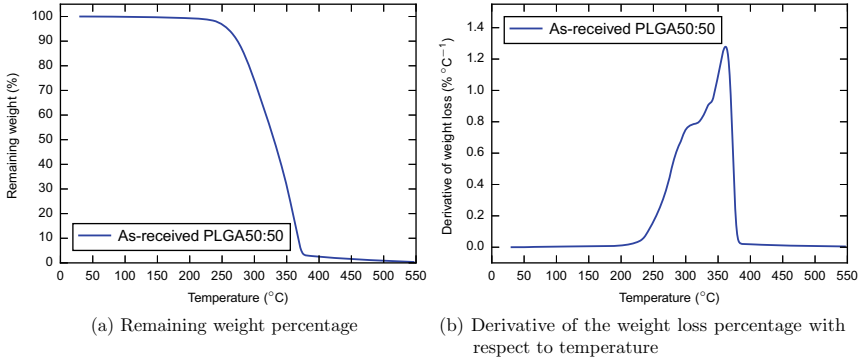 100
90
80
70
60
50
40
30
20
10
0
Remaining weight (%)
As-received PLGA50:50
0 50 100 150 200 250 300 350 400 450 500 550
Temperature (°C)
(a) Remaining weight percentage
1.4
1.2
1.0
0.8
0.6
0.4
0.2
0.0
Derivative of weight loss (% °C⁻¹)
As-received PLGA50:50
0 50 100 150 200 250 300 350 400 450 500 550
Temperature (°C)
(b) Derivative of the weight loss percentage with
respect to temperature